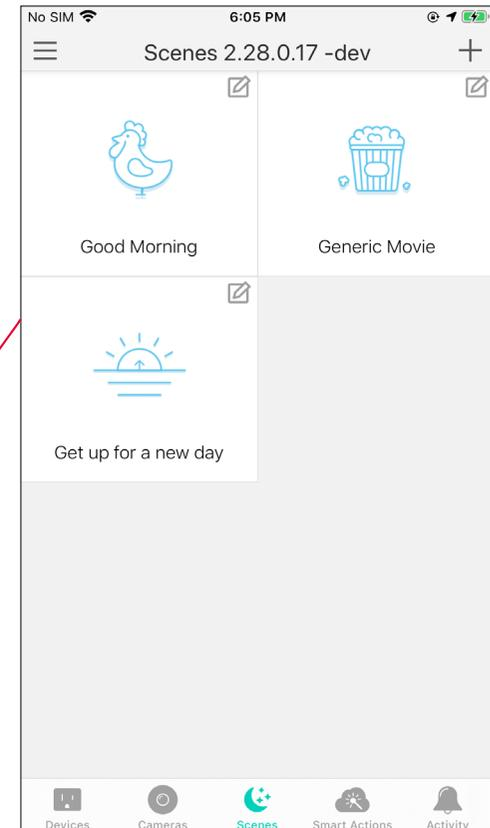 No SIM 6:05 PM
Scenes 2.28.0.17 -dev
Good Morning Generic Movie
Get up for a new day
Devices Cameras Scenes Smart Actions Activity